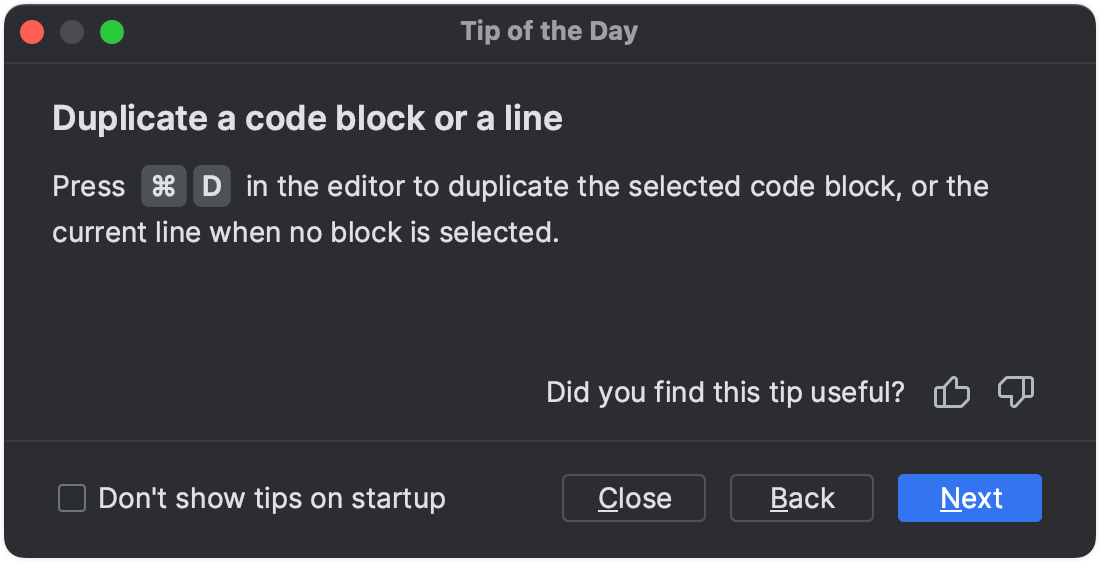 Tip of the Day
Duplicate a code block or a line
Press ⌘ D in the editor to duplicate the selected code block, or the
current line when no block is selected.
Did you find this tip useful?
Don't show tips on startup
Close
Back
Next